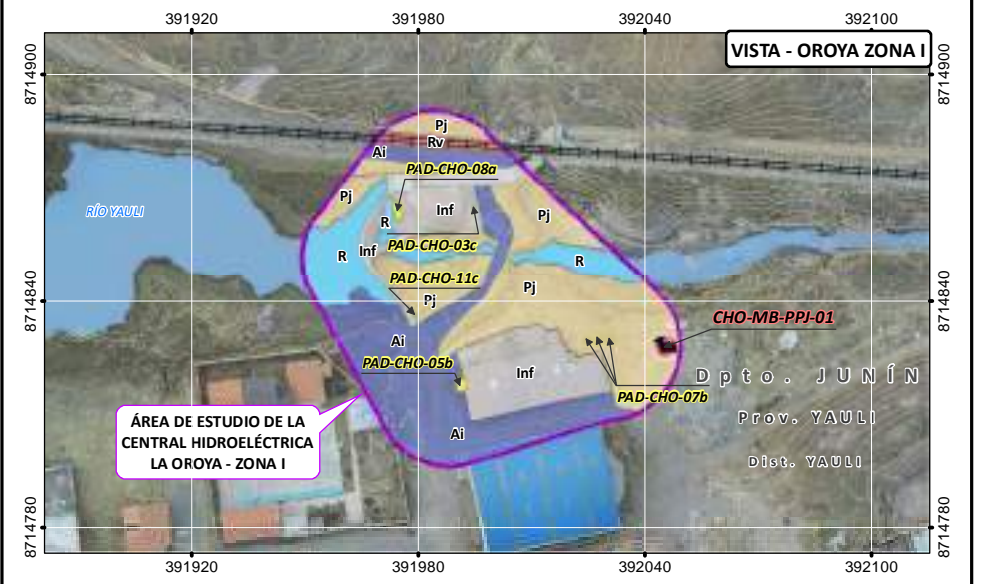 391920 391980 392040 392100
VISTA - OROYA ZONA I
8714900 8714900
Pj
Rv
Ai
PAD-CHO-08a
Pj
Inf
Pj
RÍO YAULI
R
PAD-CHO-03c
R Inf
R
PAD-CHO-11c
Pj
Pj
8714840 8714840
CHO-MB-PPJ-01
Ai
PAD-CHO-05b
Inf
Dpto. JUNÍN
PAD-CHO-07b
Prov. YAULI
ÁREA DE ESTUDIO DE LA
CENTRAL HIDROELÉCTRICA
LA OROYA - ZONA I
Ai
Dist. YAULI
8714780 8714780
391920 391980 392040 392100